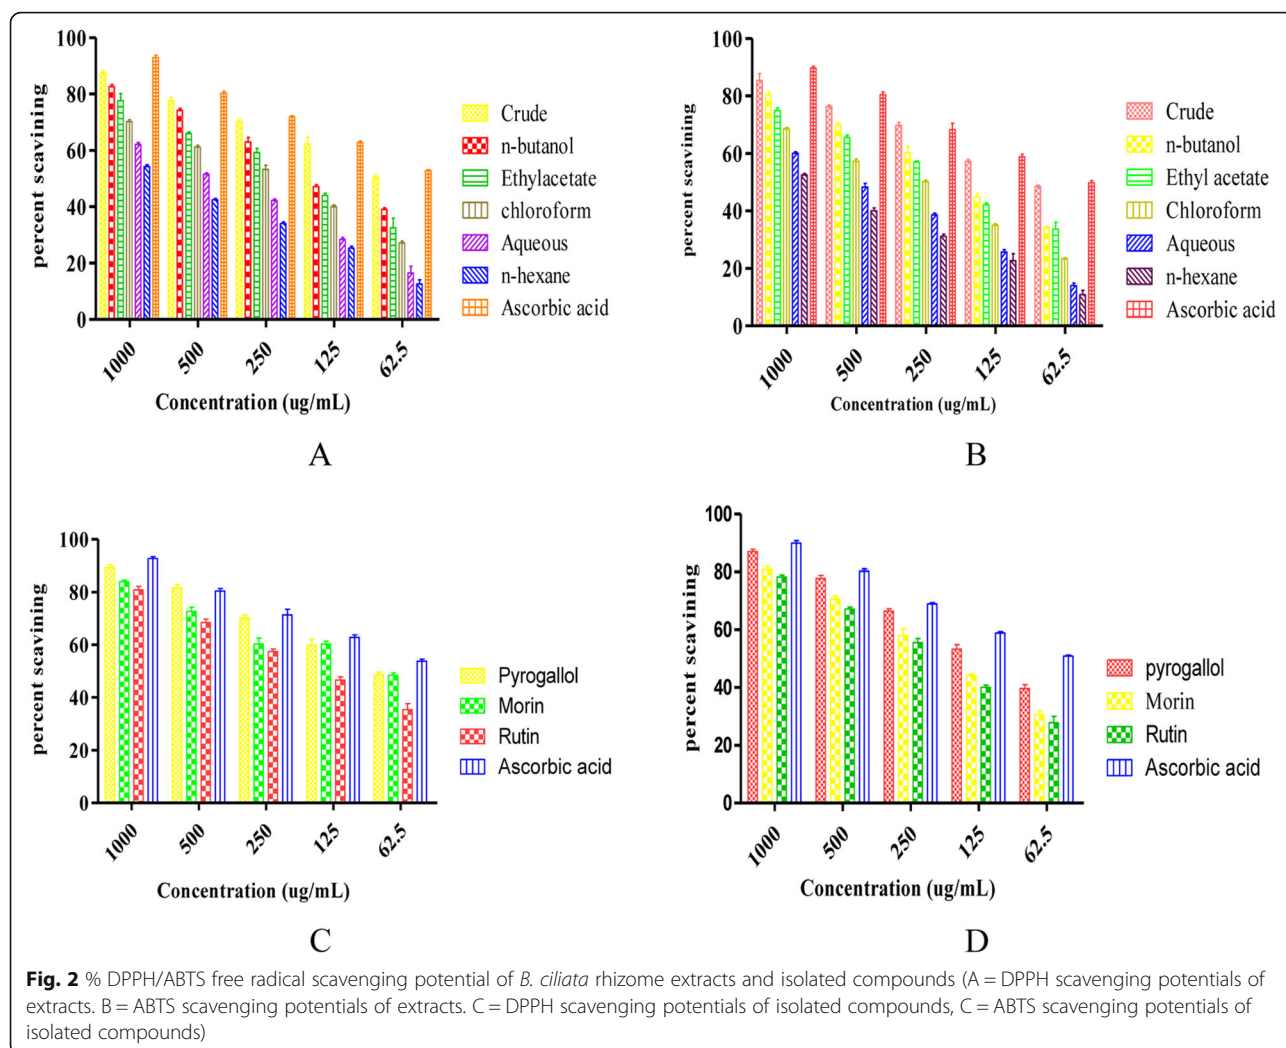 100
80
60
40
20
0
percent scavining
1000
500
250
125
62.5
Concentration (ug/mL)
Crude
n-butanol
Ethylacetate
chloroform
Aqueous
n-hexane
Ascorbic acid
A
100
80
60
40
20
0
percent scavining
1000
500
250
125
62.5
Concentration (ug/mL)
Crude
n-butanol
Ethyl acetate
Chloroform
Aqueous
n-hexane
Ascorbic acid
B
100
80
60
40
20
0
percent scavining
1000
500
250
125
62.5
Concentration (ug/mL)
Pyrogallol
Morin
Rutin
Ascorbic acid
C
100
80
60
40
20
0
percent scavining
1000
500
250
125
62.5
Concentration (ug/mL)
pyrogallol
Morin
Rutin
Ascorbic acid
D
Fig. 2 % DPPH/ABTS free radical scavenging potential of B. ciliata rhizome extracts and isolated compounds (A = DPPH scavenging potentials of
extracts. B = ABTS scavenging potentials of extracts. C = DPPH scavenging potentials of isolated compounds, C = ABTS scavenging potentials of
isolated compounds)